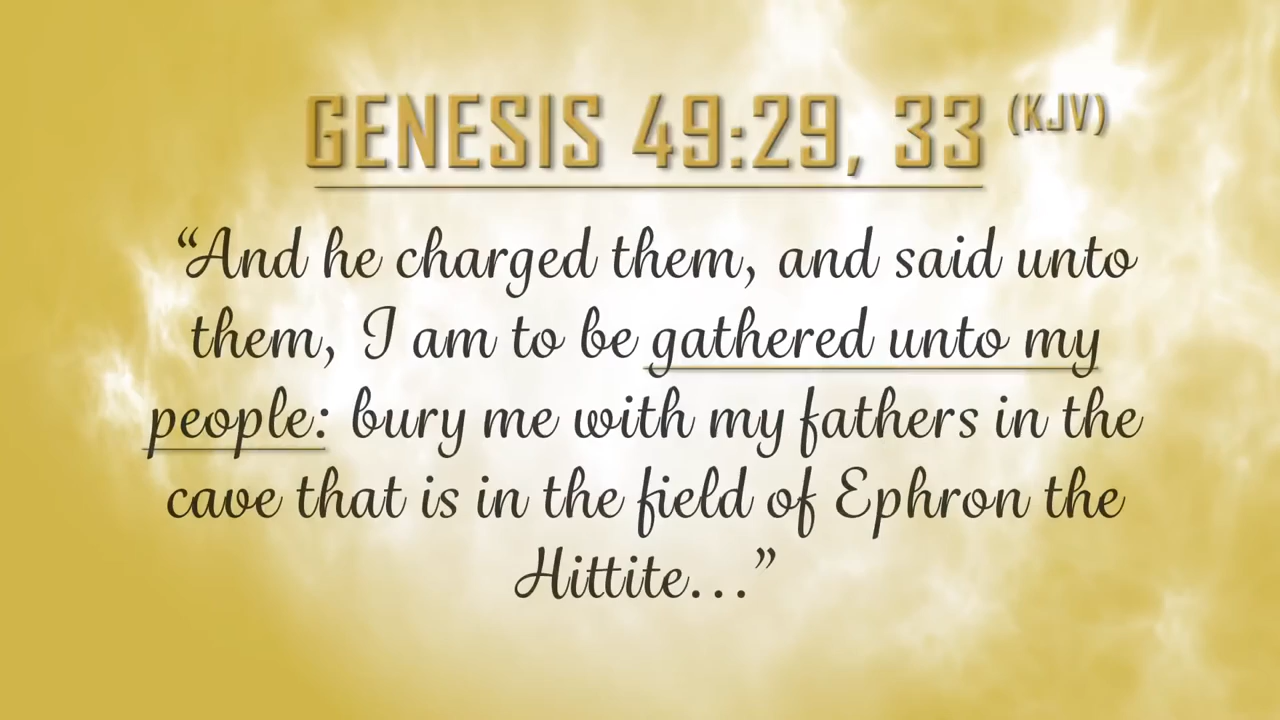 GENESIS 49:29, 33 (KJV)
“And he charged them, and said unto
them, I am to be gathered unto my
people: bury me with my fathers in the
cave that is in the field of Ephron the
Hittite...”